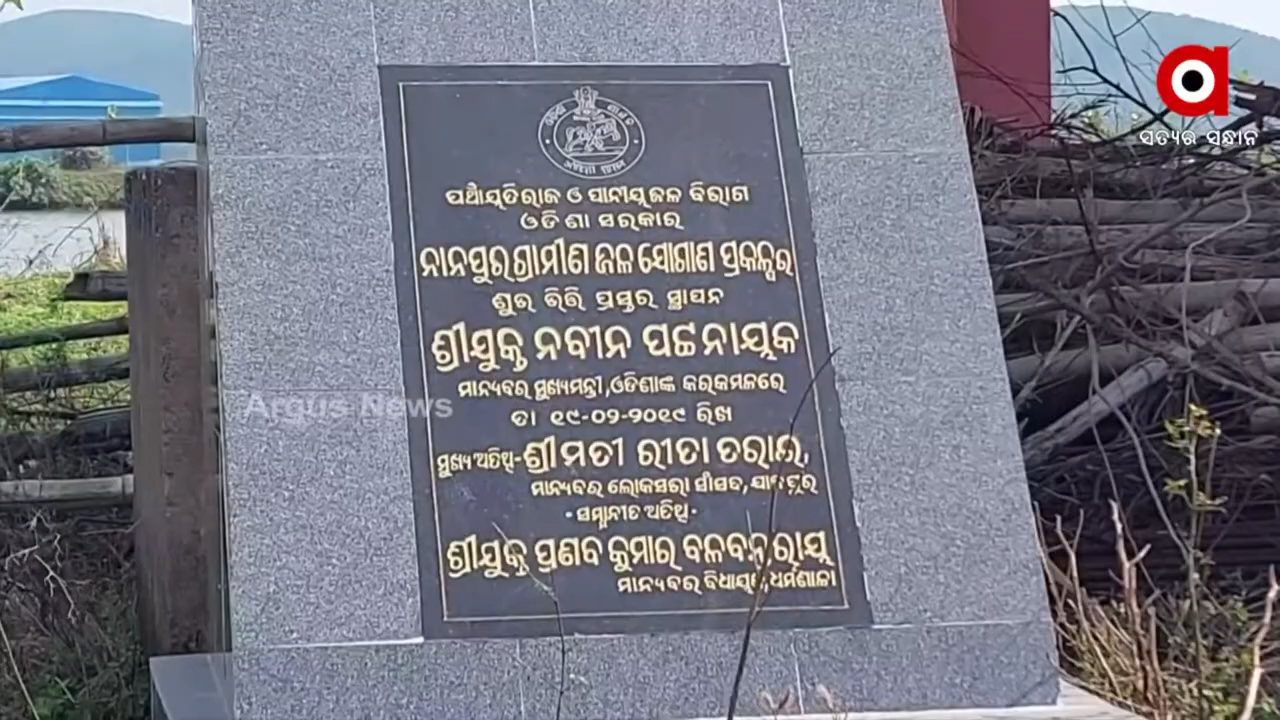 ପଞ୍ଚାୟତିରାଜ ଓ ପାନୀୟଜଳ ବିଭାଗ
ଓଡିଶା ସରକାର
ନାନପୁର ଗ୍ରାମୀଣ ଜଳ ଯୋଗାଣ ପ୍ରକଳ୍ପର
ଶୁଭ ଭିତ୍ତି ପ୍ରସ୍ତର ସ୍ଥାପନ
ଶ୍ରୀଯୁକ୍ତ ନବୀନ ପଟ୍ଟନାୟକ
ମାନ୍ୟବର ମୁଖ୍ୟମନ୍ତ୍ରୀ, ଓଡିଶାଙ୍କ କରକମଳରେ
ତା ୧୯-୦୨-୨୦୧୯ ରିଖ
ମୁଖ୍ୟ ଅତିଥି- ଶ୍ରୀମତୀ ରୀତା ତରାଇ,
ମାନ୍ୟବର ଲୋକସଭା ସାଂସଦ, ଯାଜପୁର
- ସମ୍ମାନୀତ ଅତିଥି -
ଶ୍ରୀଯୁକ୍ତ ପ୍ରଣବ କୁମାର ବଳବନ୍ତରାୟ
ମାନ୍ୟବର ବିଧାୟକ, ଧର୍ମଶାଳା
Argus News
ସତ୍ୟର ସନ୍ଧାନ